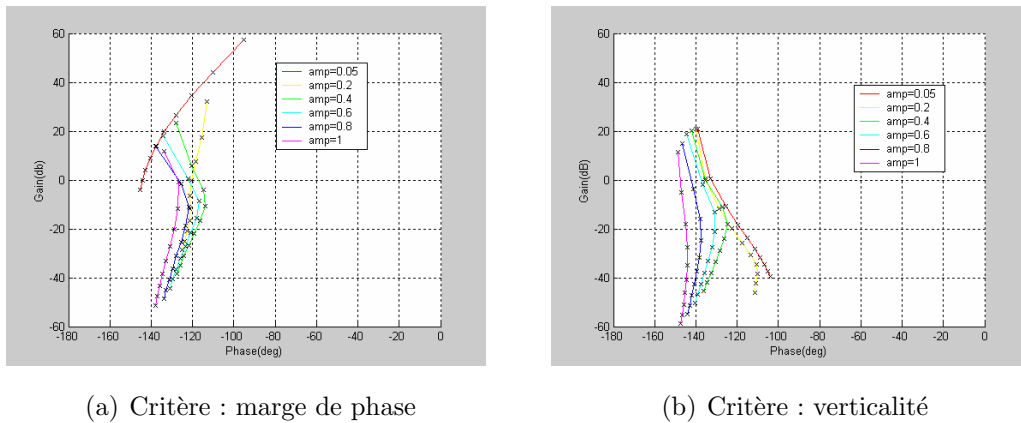 60
40
20
0
-20
-40
-60
-180 -160 -140 -120 -100 -80 -60 -40 -20 0
Gain(db)
Phase(deg)
amp=0.05
amp=0.2
amp=0.4
amp=0.6
amp=0.8
amp=1
(a) Critère : marge de phase
60
40
20
0
-20
-40
-60
-180 -160 -140 -120 -100 -80 -60 -40 -20 0
Gain(dB)
Phase(deg)
amp=0.05
amp=0.2
amp=0.4
amp=0.6
amp=0.8
amp=1
(b) Critère : verticalité